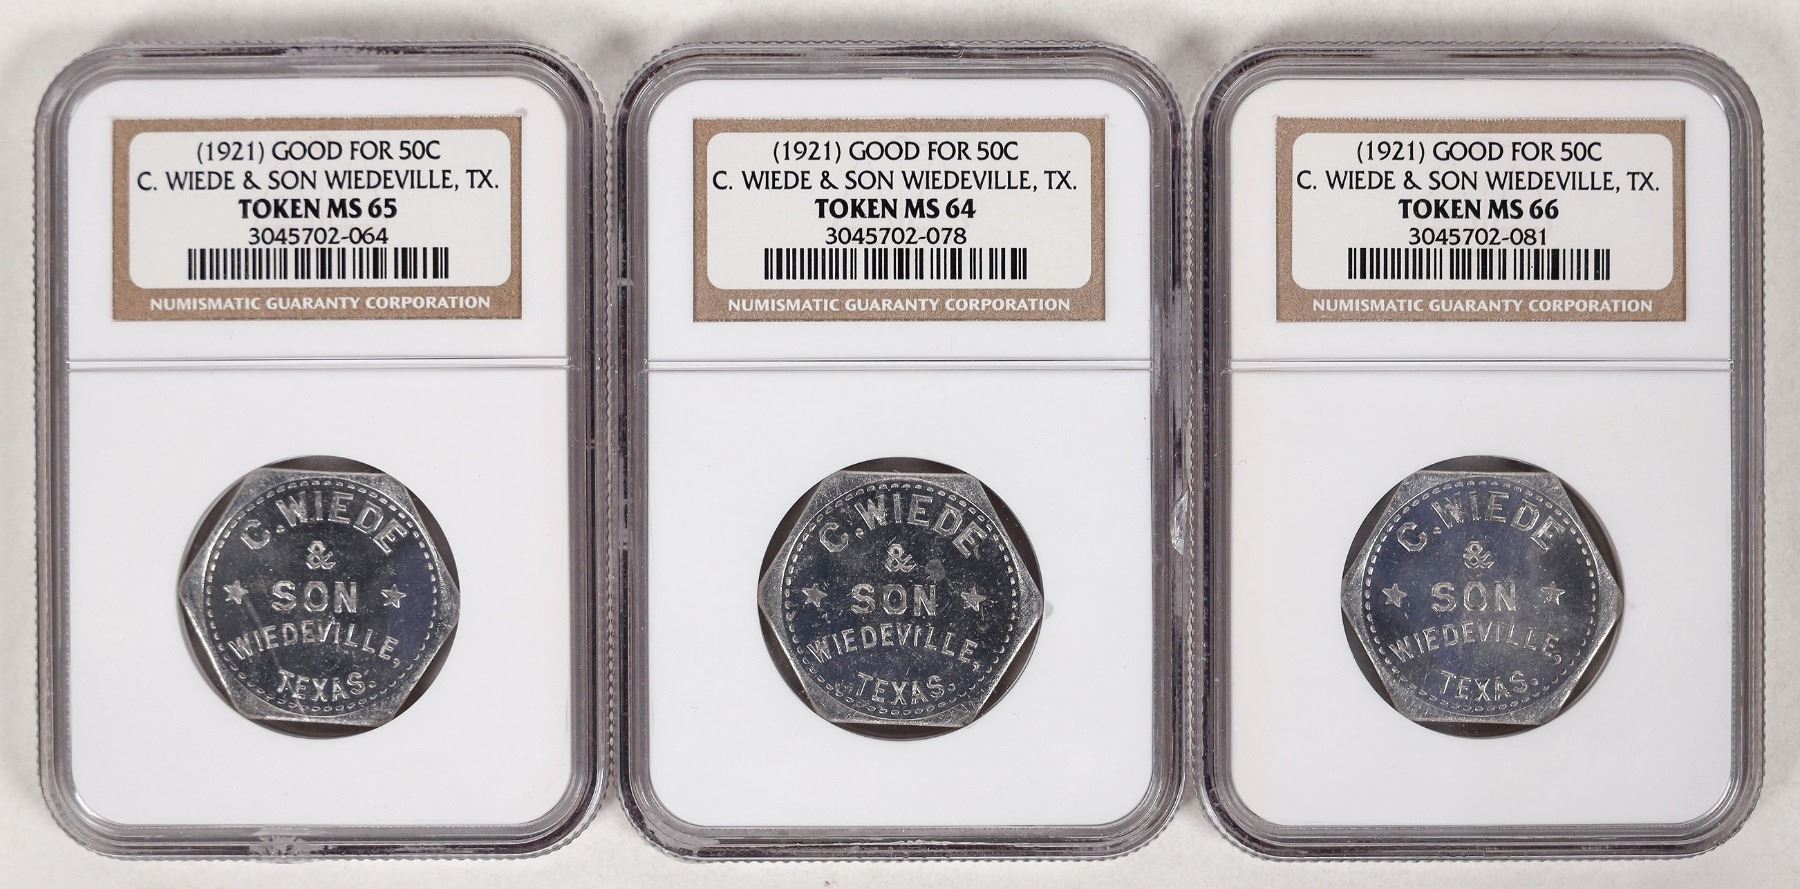 (1921) GOOD FOR 50C
C. WIEDE & SON WIEDEVILLE, TX.
TOKEN MS 65
3045702-064
NUMISMATIC GUARANTY CORPORATION
C. WIEDE
&
SON
WIEDEVILLE,
TEXAS.
(1921) GOOD FOR 50C
C. WIEDE & SON WIEDEVILLE, TX.
TOKEN MS 64
3045702-078
NUMISMATIC GUARANTY CORPORATION
C. WIEDE
&
SON
WIEDEVILLE,
TEXAS.
(1921) GOOD FOR 50C
C. WIEDE & SON WIEDEVILLE, TX.
TOKEN MS 66
3045702-081
NUMISMATIC GUARANTY CORPORATION
C. WIEDE
&
SON
WIEDEVILLE,
TEXAS.